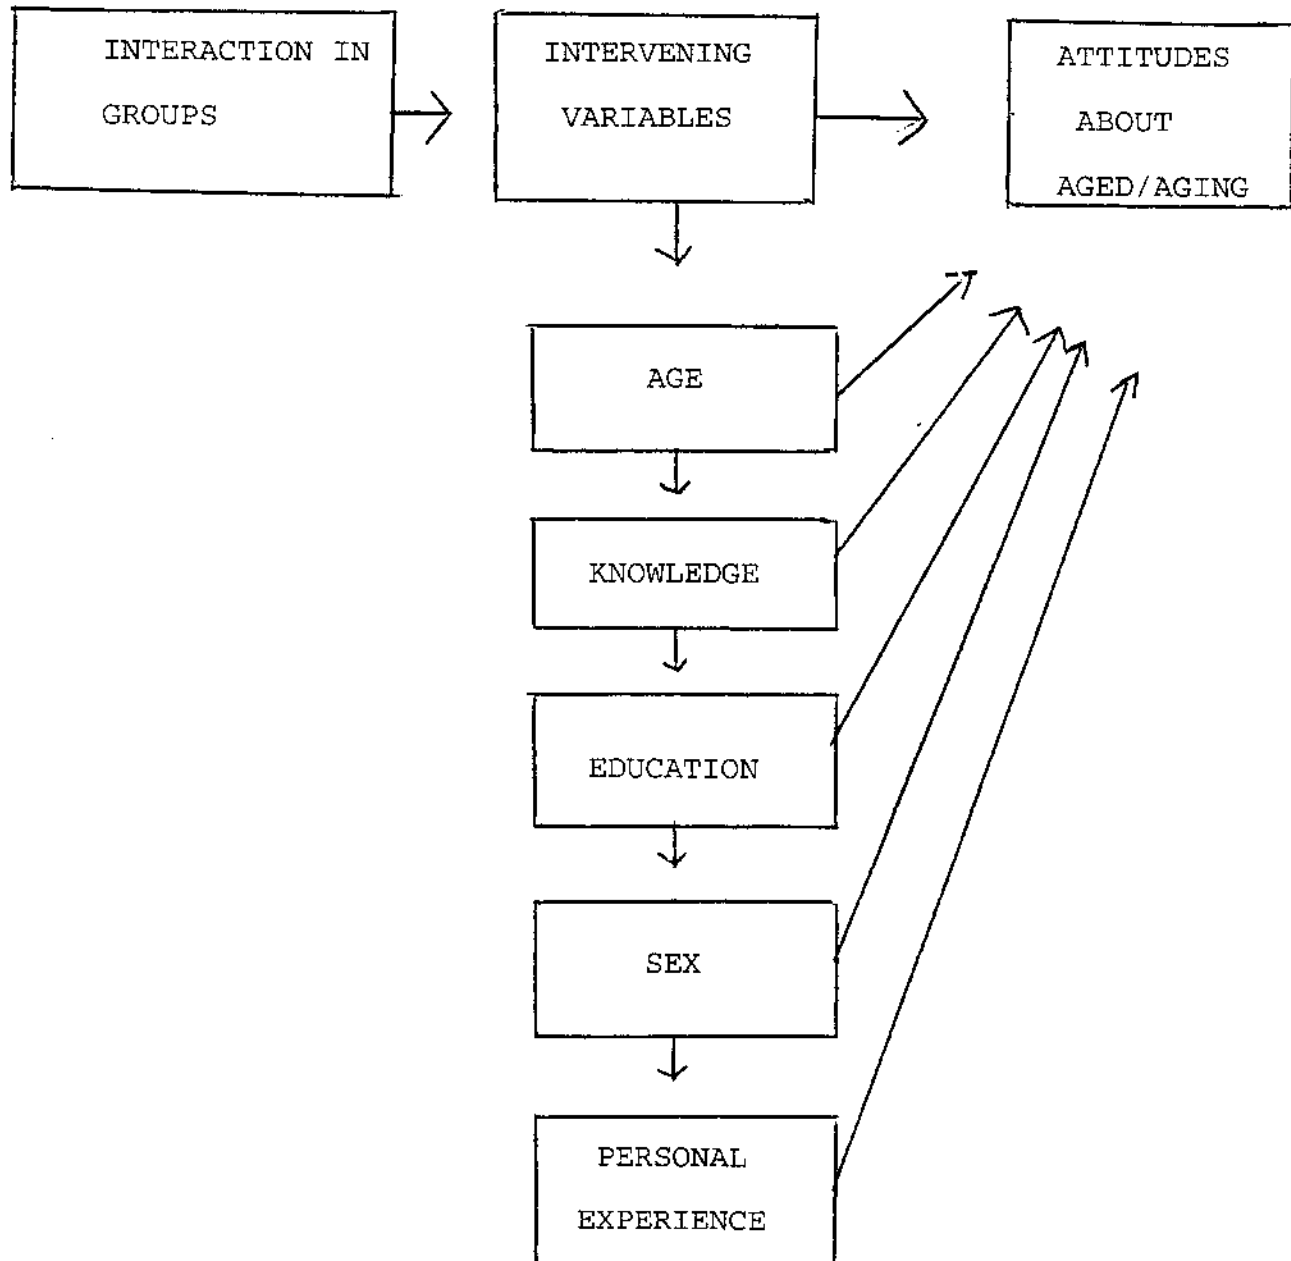 INTERACTION IN
GROUPS
INTERVENING
VARIABLES
ATTITUDES
ABOUT
AGED/AGING
AGE
KNOWLEDGE
EDUCATION
SEX
PERSONAL
EXPERIENCE